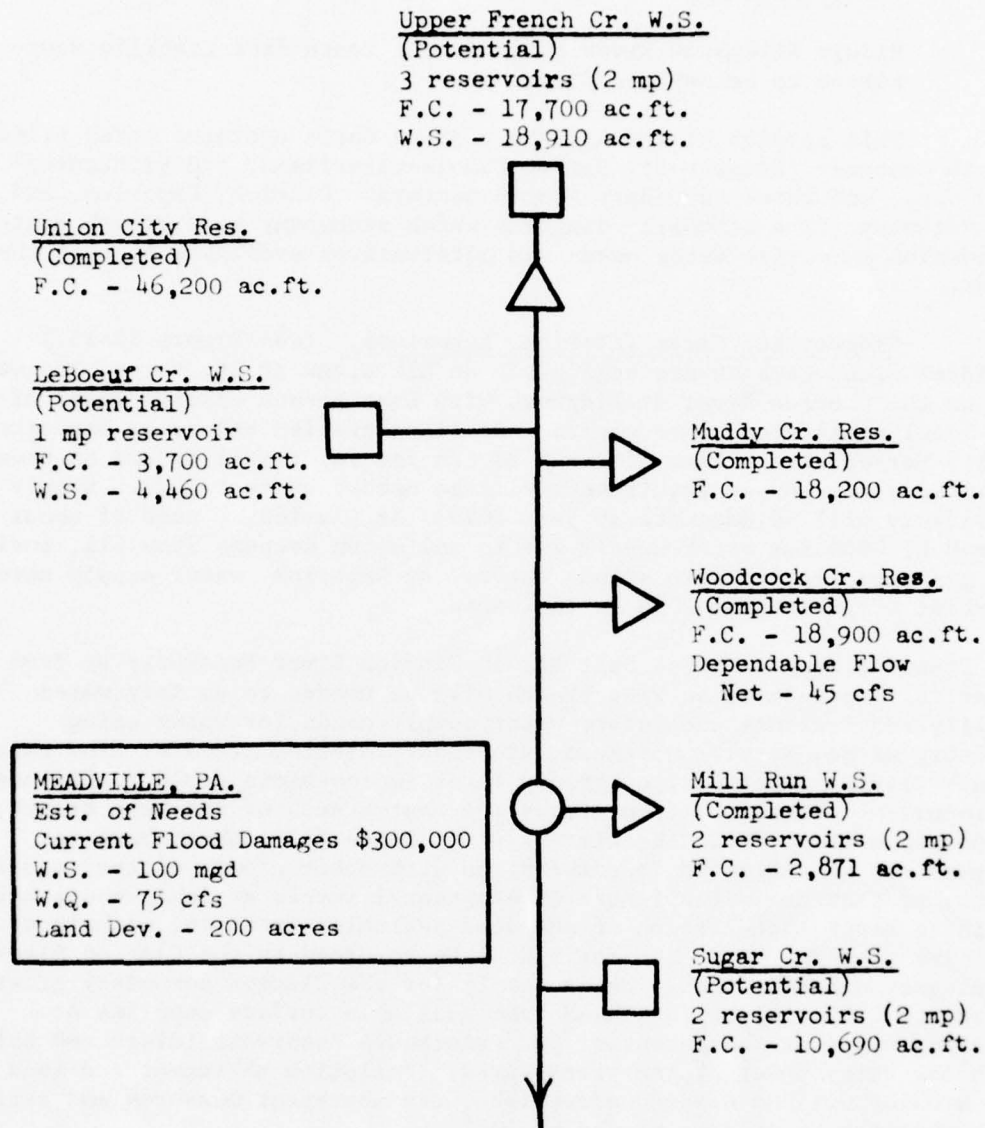 Upper French Cr. W.S.
(Potential)
3 reservoirs (2 mp)
F.C. - 17,700 ac.ft.
W.S. - 18,910 ac.ft.
Union City Res.
(Completed)
F.C. - 46,200 ac.ft.
LeBoeuf Cr. W.S.
(Potential)
1 mp reservoir
F.C. - 3,700 ac.ft.
W.S. - 4,460 ac.ft.
Muddy Cr. Res.
(Completed)
F.C. - 18,200 ac.ft.
Woodcock Cr. Res.
(Completed)
F.C. - 18,900 ac.ft.
Dependable Flow
Net - 45 cfs
MEADVILLE, PA.
Est. of Needs
Current Flood Damages $300,000
W.S. - 100 mgd
W.Q. - 75 cfs
Land Dev. - 200 acres
Mill Run W.S.
(Completed)
2 reservoirs (2 mp)
F.C. - 2,871 ac.ft.
Sugar Cr. W.S.
(Potential)
2 reservoirs (2 mp)
F.C. - 10,690 ac.ft.